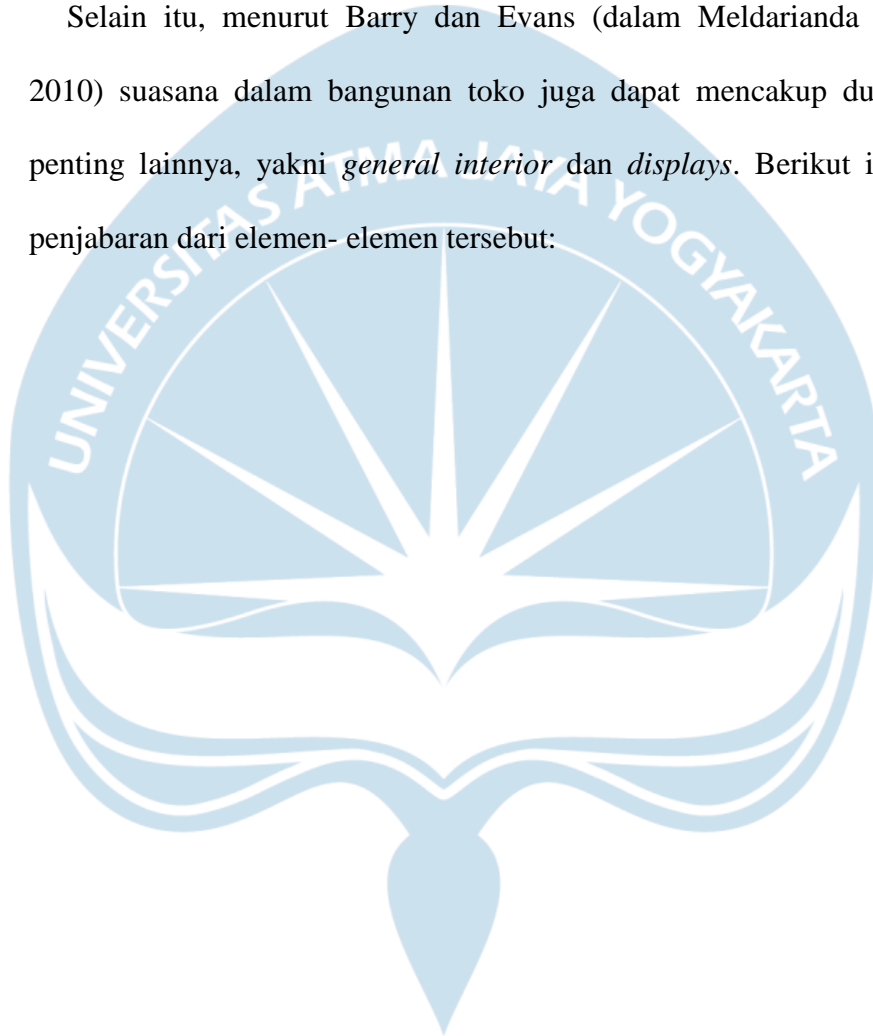 Selain itu, menurut Barry dan Evans (dalam Meldarianda
2010) suasana dalam bangunan toko juga dapat mencakup
penting lainnya, yakni general interior dan displays. Berikut
penjabaran dari elemen- elemen tersebut:
UNIVERSITAS ATMA JAYA YOGYAKARTA